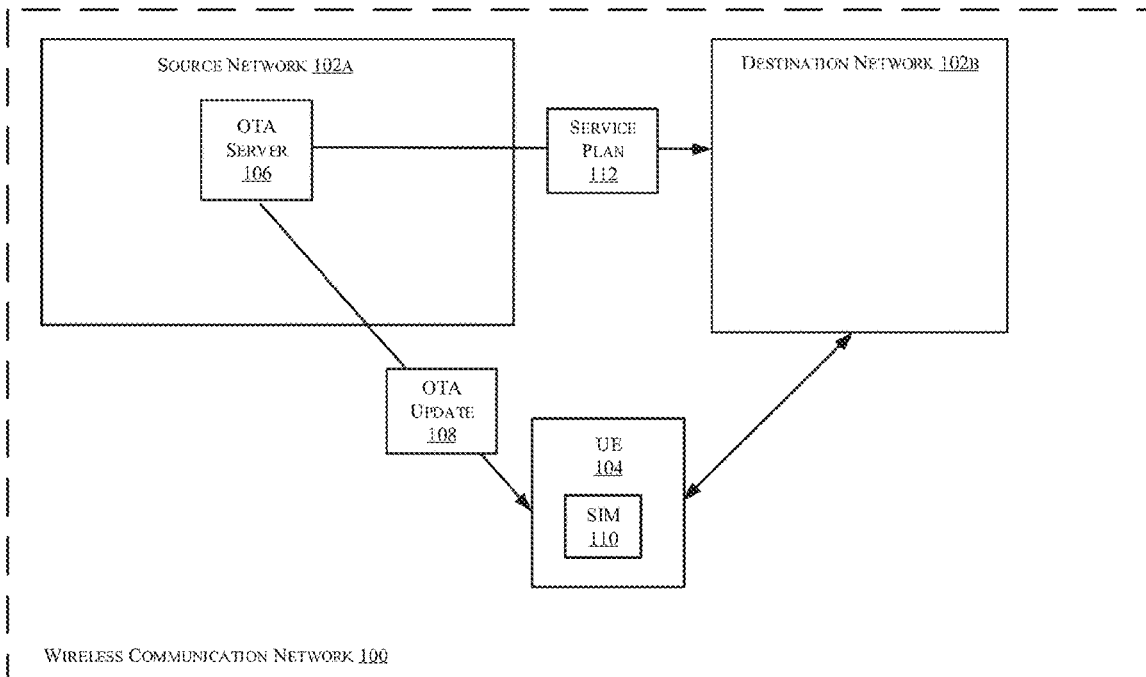 SOURCE NETWORK 102A
DESTINATION NETWORK 102B
OTA
SERVER
106
SERVICE
PLAN
112
OTA
UPDATE
108
UE
104
SIM
110
WIRELESS COMMUNICATION NETWORK 100